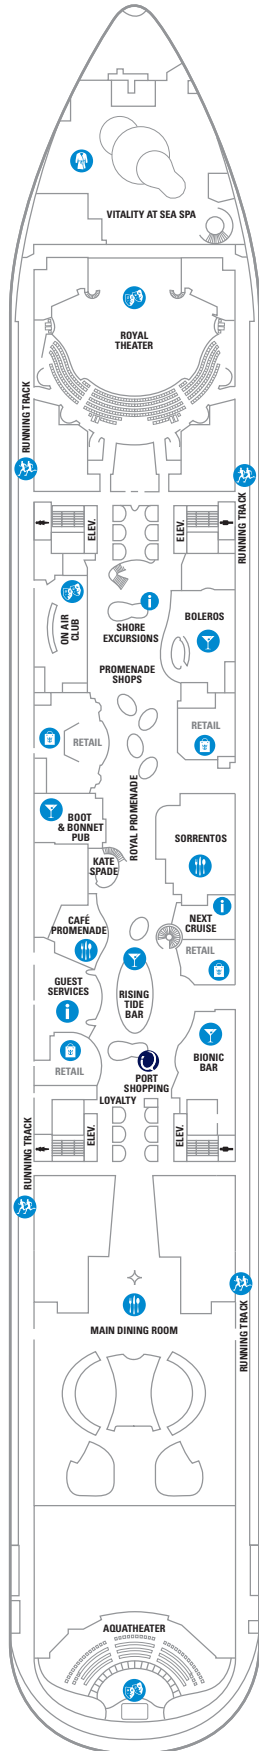 VITALITY AT SEA SPA
ROYAL
THEATER
RUNNING TRACK
RUNNING TRACK
ELEV.
ELEV.
ON AIR
CLUB
i
SHORE
EXCURSIONS
BOLEROS
PROMENADE
SHOPS
RETAIL
RETAIL
ROYAL PROMENADE
BOOT
& BONNET
PUB
SORRENTOS
KATE
SPADE
CAFÉ
PROMENADE
i
NEXT
CRUISE
RETAIL
GUEST
SERVICES
i
RISING
TIDE
BAR
BIONIC
BAR
RETAIL
PORT
SHOPPING
LOYALTY
ELEV.
ELEV.
RUNNING TRACK
RUNNING TRACK
MAIN DINING ROOM
AQUATHEATER